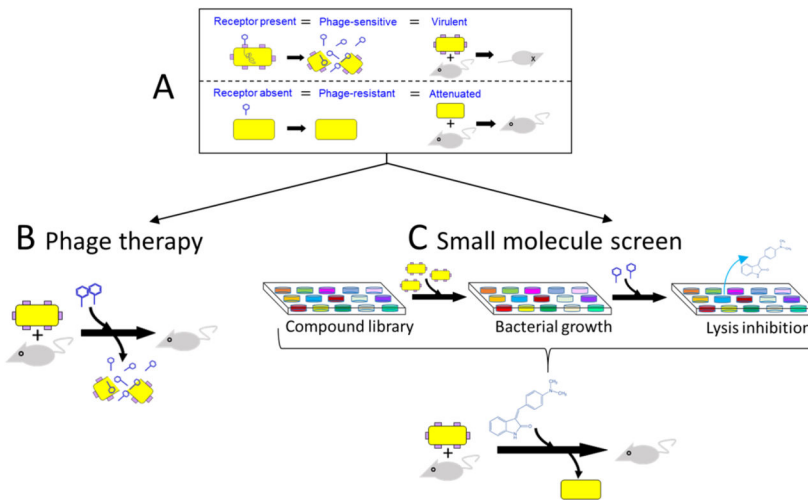 A
Receptor present = Phage-sensitive = Virulent
+
x
Receptor absent = Phage-resistant = Attenuated
+
B Phage therapy
+
C Small molecule screen
Compound library
Bacterial growth
Lysis inhibition
+